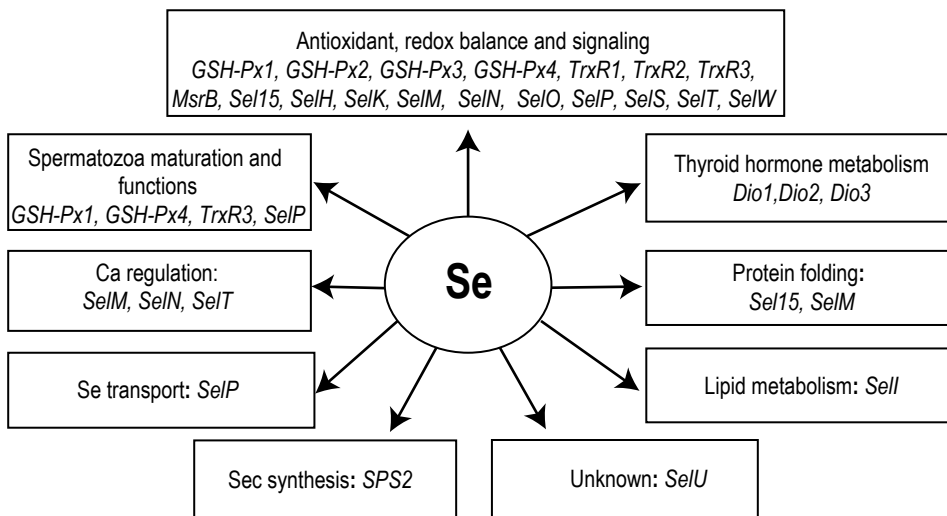 Antioxidant, redox balance and signaling
GSH-Px1, GSH-Px2, GSH-Px3, GSH-Px4, TrxR1, TrxR2, TrxR3,
MsrB, Sel15, SelH, SelK, SelM, SelN, SelO, SelP, SelS, SelT, SelW
Spermatozoa maturation and
functions
GSH-Px1, GSH-Px4, TrxR3, SelP
Thyroid hormone metabolism
Dio1,Dio2, Dio3
Se
Ca regulation:
SelM, SelN, SelT
Protein folding:
Sel15, SelM
Se transport: SelP
Lipid metabolism: SelI
Sec synthesis: SPS2
Unknown: SelU